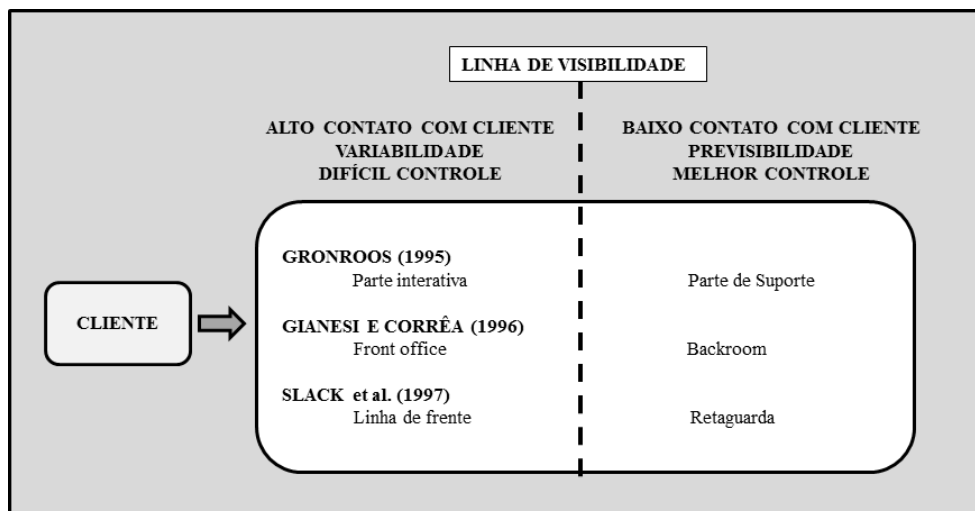 LINHA DE VISIBILIDADE
ALTO CONTATO COM CLIENTE
VARIABILIDADE
DIFÍCIL CONTROLE
BAIXO CONTATO COM CLIENTE
PREVISIBILIDADE
MELHOR CONTROLE
CLIENTE
GRONROOS (1995)
Parte interativa
Parte de Suporte
GIANESI E CORRÊA (1996)
Front office
Backroom
SLACK et al. (1997)
Linha de frente
Retaguarda